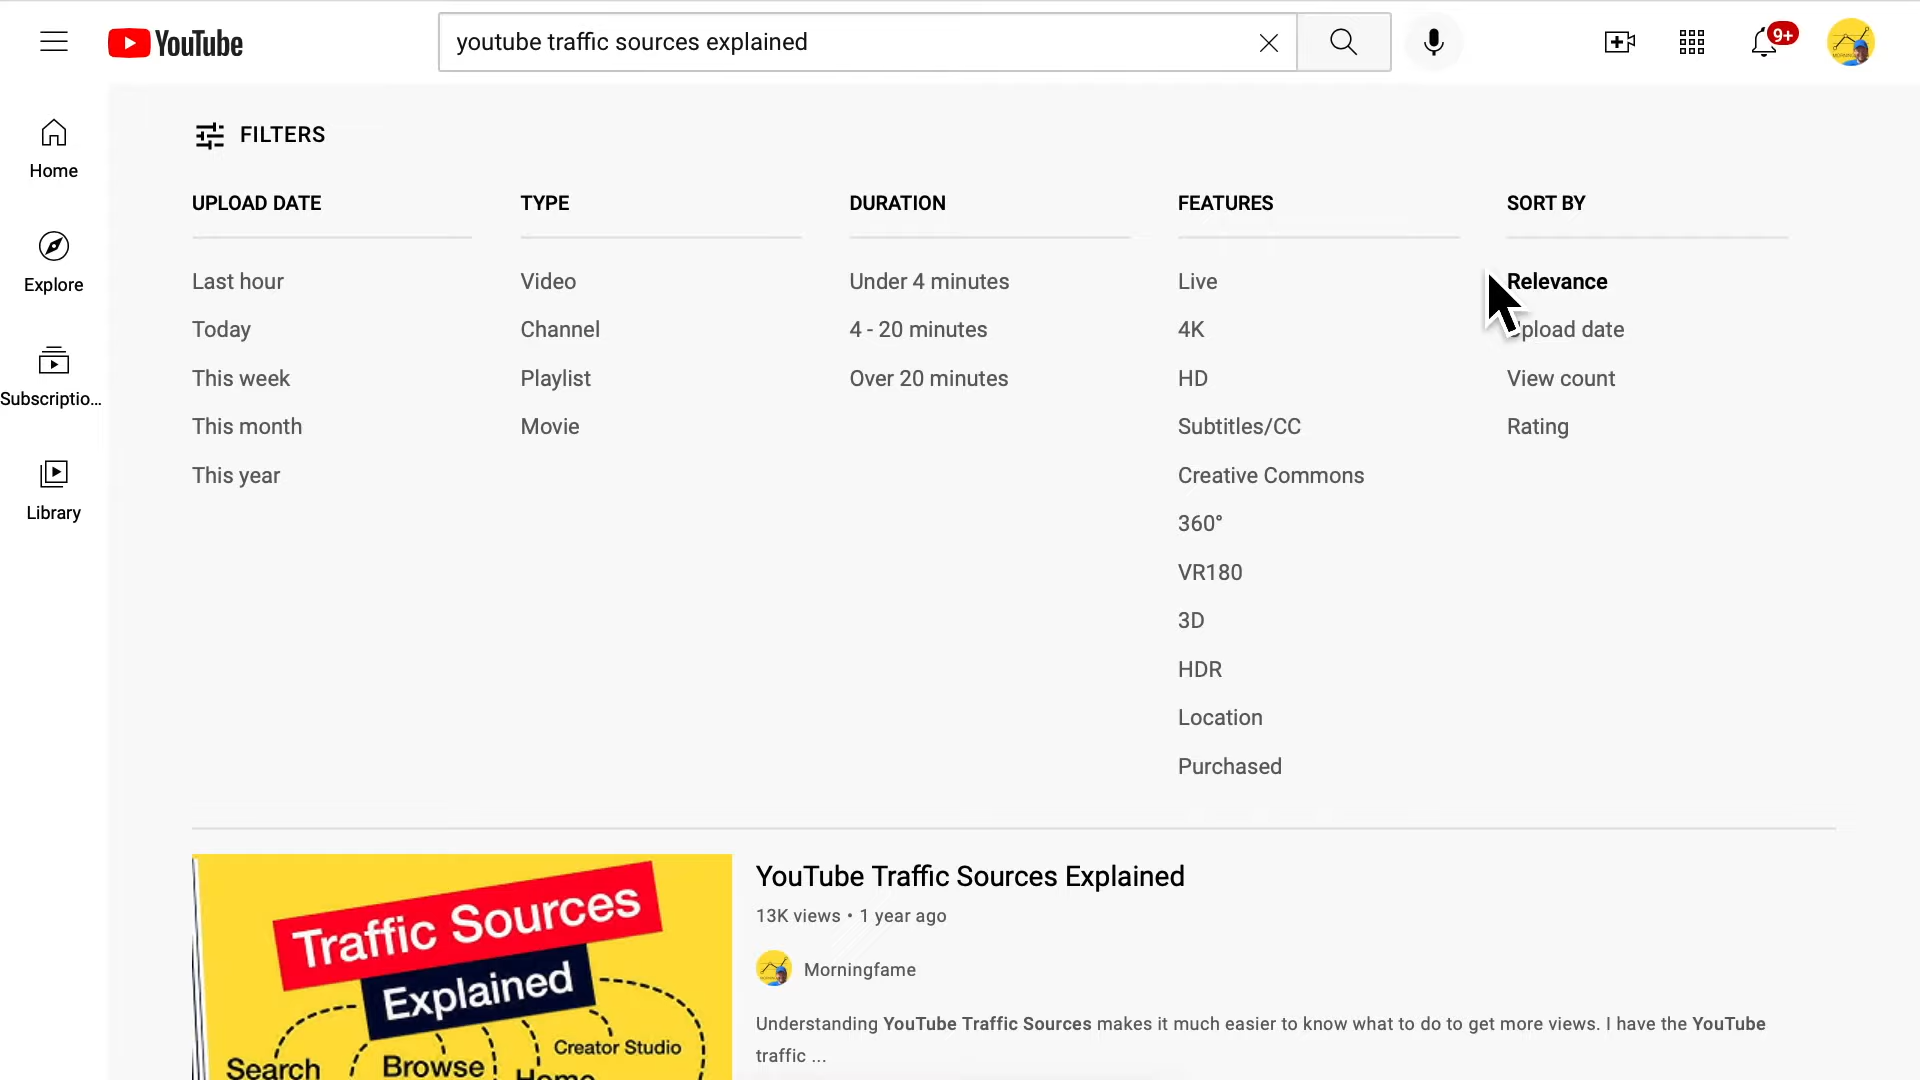 YouTube
youtube traffic sources explained
9+
Home
Explore
Subscriptio...
Library
FILTERS
UPLOAD DATE
Last hour
Today
This week
This month
This year
TYPE
Video
Channel
Playlist
Movie
DURATION
Under 4 minutes
4 - 20 minutes
Over 20 minutes
FEATURES
Live
4K
HD
Subtitles/CC
Creative Commons
360°
VR180
3D
HDR
Location
Purchased
SORT BY
Relevance
Upload date
View count
Rating
Traffic Sources
Explained
Creator Studio
Search
Browse
Home
YouTube Traffic Sources Explained
13K views • 1 year ago
Morningfame
Understanding YouTube Traffic Sources makes it much easier to know what to do to get more views. I have the YouTube
traffic ...